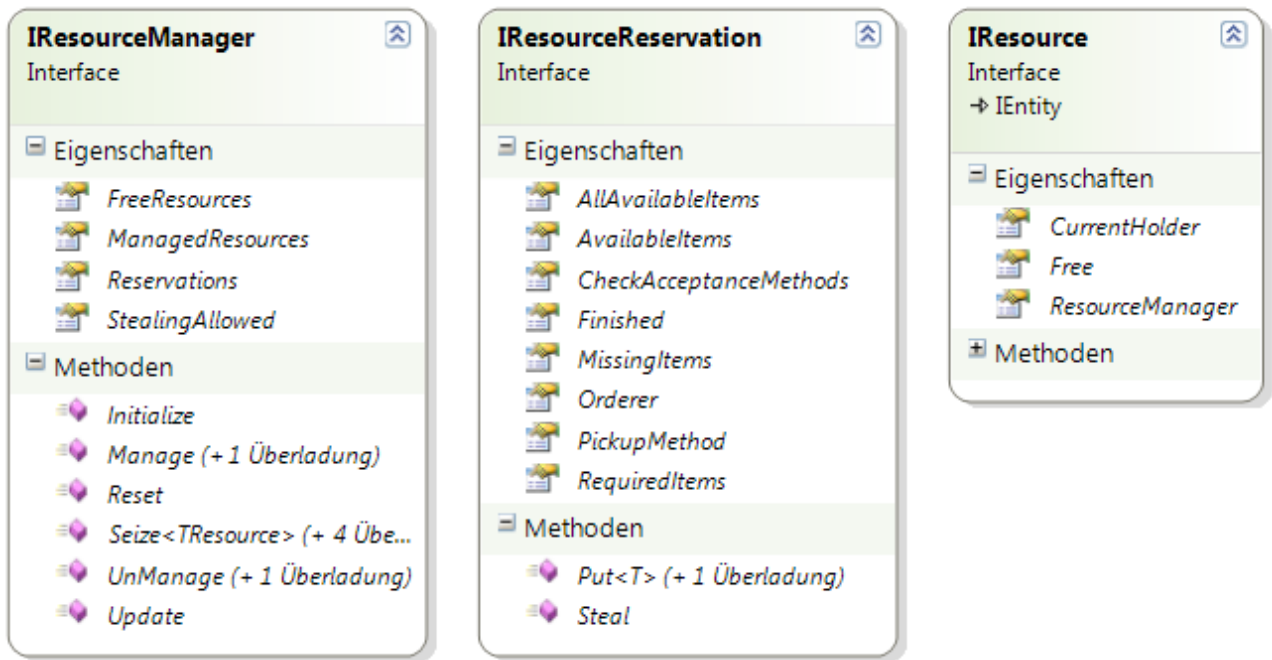 IResourceManager
Interface
Eigenschaften
FreeResources
ManagedResources
Reservations
StealingAllowed
Methoden
Initialize
Manage (+ 1 Überladung)
Reset
Seize<TResource> (+ 4 Übe...
UnManage (+ 1 Überladung)
Update
IResourceReservation
Interface
Eigenschaften
AllAvailableItems
AvailableItems
CheckAcceptanceMethods
Finished
MissingItems
Orderer
PickupMethod
RequiredItems
Methoden
Put<T> (+ 1 Überladung)
Steal
IResource
Interface
IEntity
Eigenschaften
CurrentHolder
Free
ResourceManager
Methoden